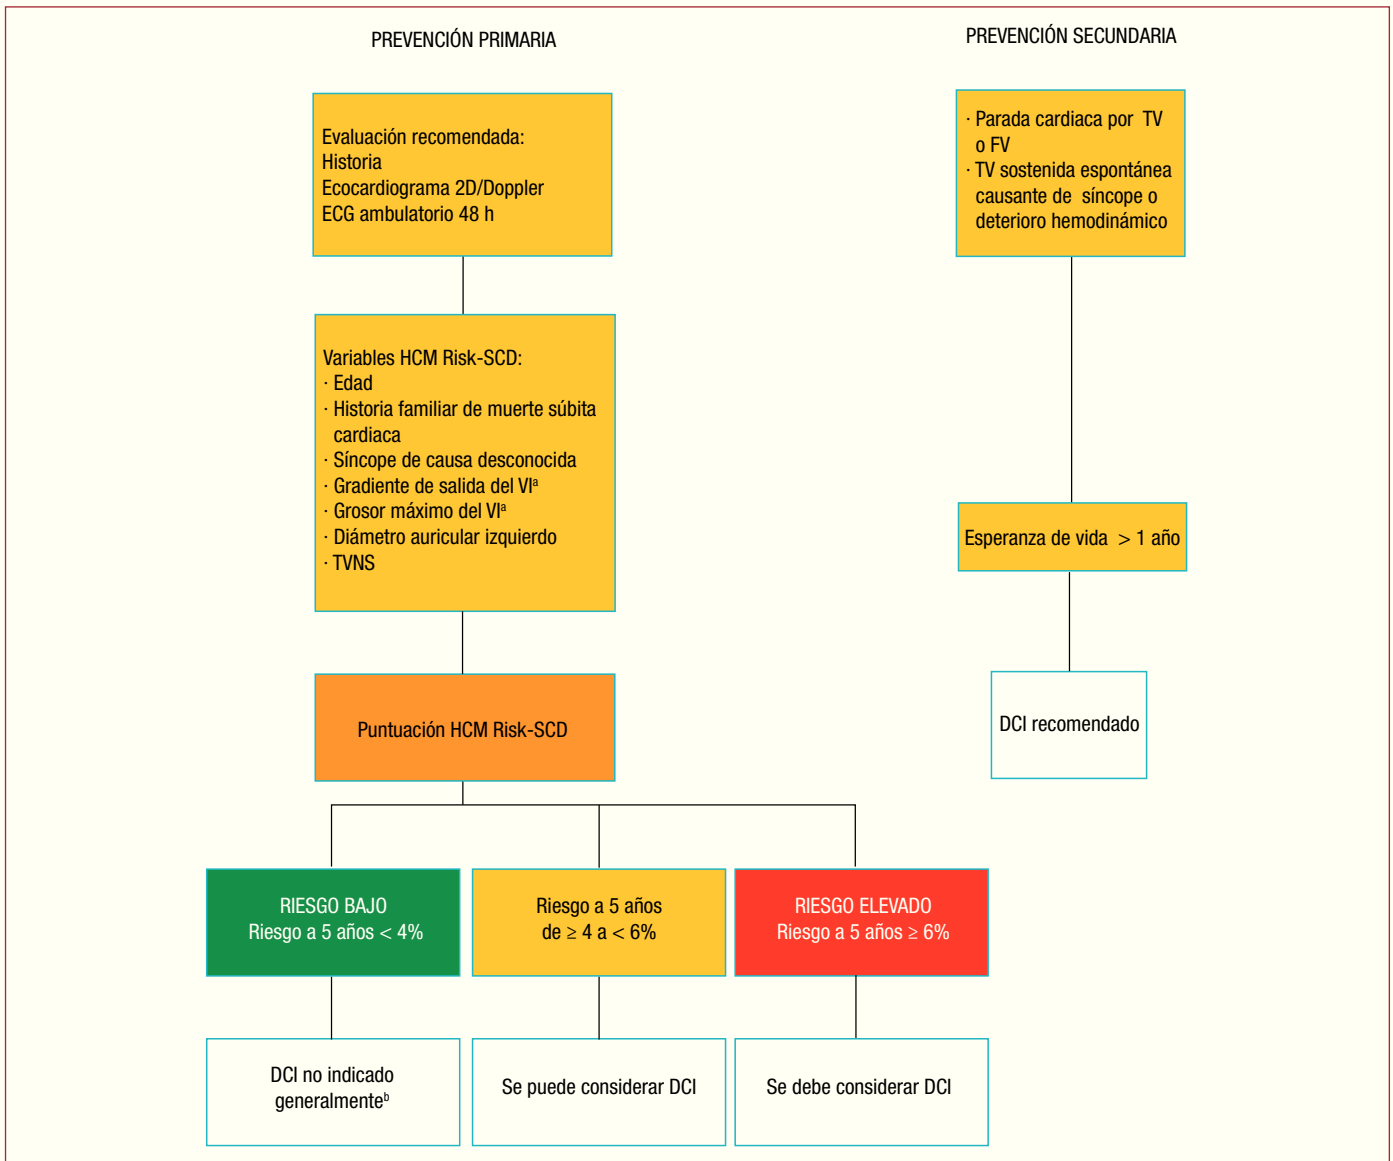 PREVENCIÓN PRIMARIA
Evaluación recomendada:
Historia
Ecocardiograma 2D/Doppler
ECG ambulatorio 48 h
Variables HCM Risk-SCD:
· Edad
· Historia familiar de muerte súbita
cardiaca
· Síncope de causa desconocida
· Gradiente de salida del VIᵃ
· Grosor máximo del VIᵃ
· Diámetro auricular izquierdo
· TVNS
Puntuación HCM Risk-SCD
RIESGO BAJO
Riesgo a 5 años < 4%
Riesgo a 5 años
de ≥ 4 a < 6%
RIESGO ELEVADO
Riesgo a 5 años ≥ 6%
DCI no indicado
generalmenteᵇ
Se puede considerar DCI
Se debe considerar DCI
PREVENCIÓN SECUNDARIA
· Parada cardiaca por TV
o FV
· TV sostenida espontánea
causante de síncope o
deterioro hemodinámico
Esperanza de vida > 1 año
DCI recomendado